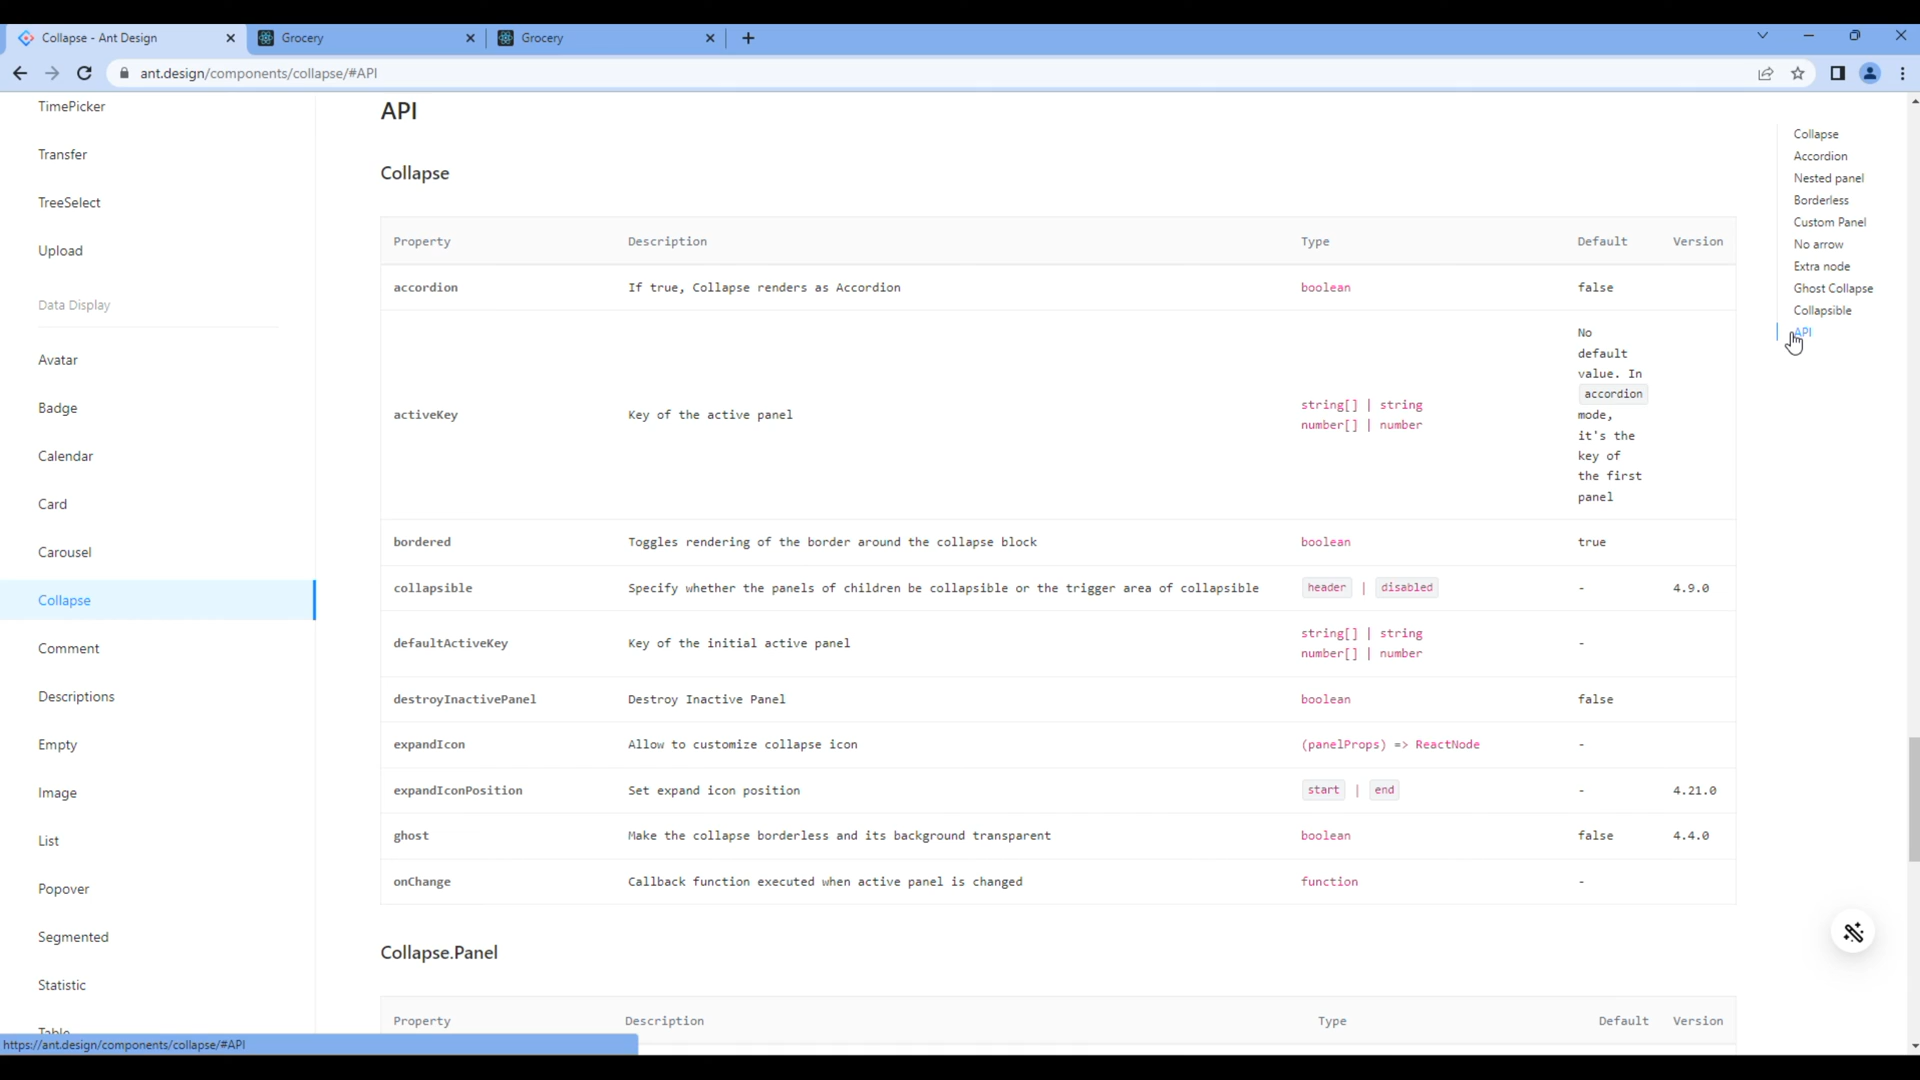 Collapse - Ant Design
Grocery
Grocery
ant.design/components/collapse/#API
TimePicker
Transfer
TreeSelect
Upload
Data Display
Avatar
Badge
Calendar
Card
Carousel
Collapse
Comment
Descriptions
Empty
Image
List
Popover
Segmented
Statistic
Table
https://ant.design/components/collapse/#API
API
Collapse
Property Description Type Default Version
accordion If true, Collapse renders as Accordion boolean false
activeKey Key of the active panel string[] | string
number[] | number
No
default
value. In
accordion
mode,
it's the
key of
the first
panel
bordered Toggles rendering of the border around the collapse block boolean true
collapsible Specify whether the panels of children be collapsible or the trigger area of collapsible header | disabled - 4.9.0
defaultActiveKey Key of the initial active panel string[] | string
number[] | number -
destroyInactivePanel Destroy Inactive Panel boolean false
expandIcon Allow to customize collapse icon (panelProps) => ReactNode -
expandIconPosition Set expand icon position start | end - 4.21.0
ghost Make the collapse borderless and its background transparent boolean false 4.4.0
onChange Callback function executed when active panel is changed function -
Collapse.Panel
Property Description Type Default Version
Collapse
Accordion
Nested panel
Borderless
Custom Panel
No arrow
Extra node
Ghost Collapse
Collapsible
API